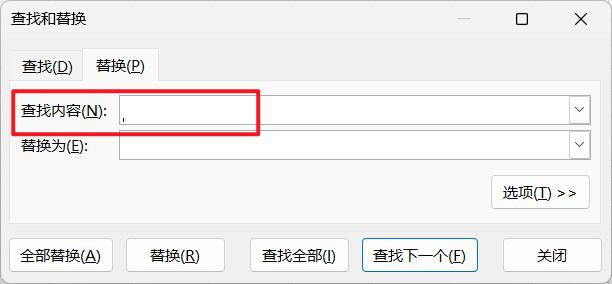 查找和替换
查找(D) 替换(P)
查找内容(N): ,
替换为(E):
选项(T) >>
全部替换(A) 替换(R) 查找全部(I) 查找下一个(F) 关闭